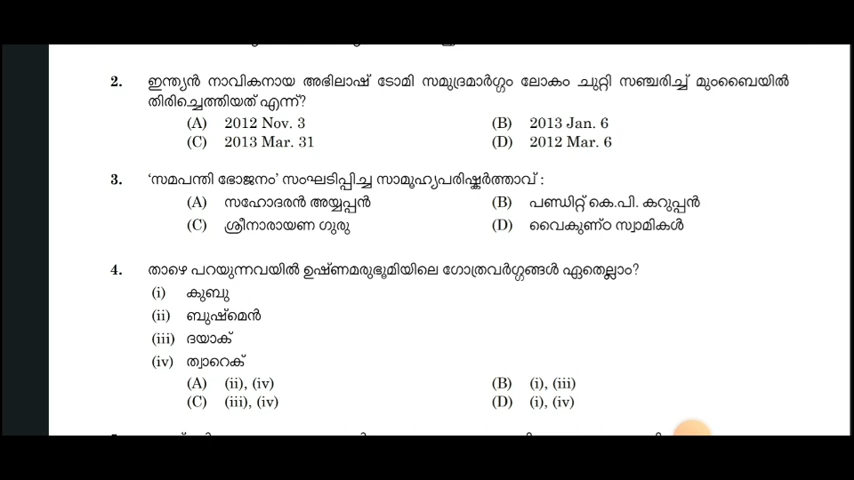 2. ഇന്ത്യൻ നാവികനായ അഭിലാഷ് ടോമി സമുദ്രമാർഗ്ഗം ലോകം ചുറ്റി സഞ്ചരിച്ച് മുംബൈയിൽ
തിരിച്ചെത്തിയത് എന്ന്?
(A) 2012 Nov. 3 (B) 2013 Jan. 6
(C) 2013 Mar. 31 (D) 2012 Mar. 6
3. 'സമപന്തി ഭോജനം' സംഘടിപ്പിച്ച സാമൂഹ്യപരിഷ്കർത്താവ് :
(A) സഹോദരൻ അയ്യപ്പൻ (B) പണ്ഡിറ്റ് കെ.പി. കറുപ്പൻ
(C) ശ്രീനാരായണ ഗുരു (D) വൈകുണ്ഠ സ്വാമികൾ
4. താഴെ പറയുന്നവയിൽ ഉഷ്ണമരുഭൂമിയിലെ ഗോത്രവർഗ്ഗങ്ങൾ ഏതെല്ലാം?
(i) കുബു
(ii) ബുഷ്മെൻ
(iii) ദയാക്
(iv) ത്വാറെക്
(A) (ii), (iv) (B) (i), (iii)
(C) (iii), (iv) (D) (i), (iv)